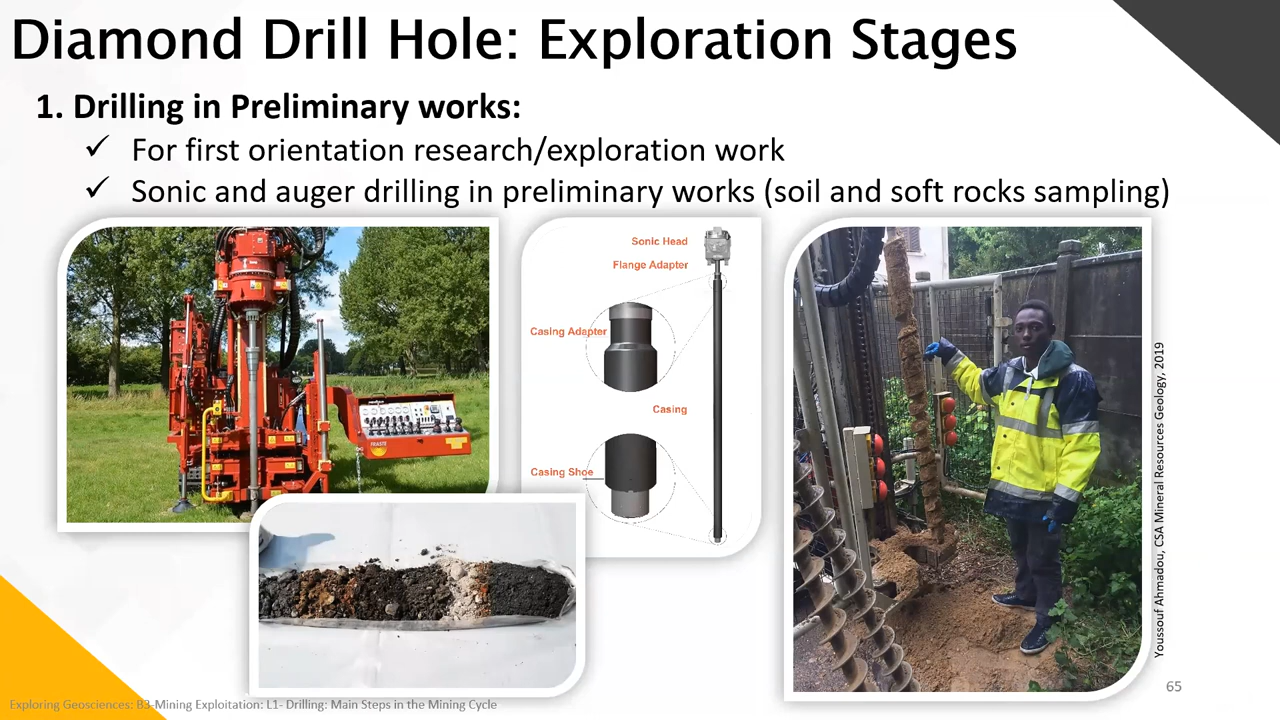 Diamond Drill Hole: Exploration Stages
1. Drilling in Preliminary works:
✓ For first orientation research/exploration work
✓ Sonic and auger drilling in preliminary works (soil and soft rocks sampling)
Sonic Head
Flange Adapter
Casing Adapter
Casing
Casing Shoe
FRASTE
Youssouf Ahmadou, CSA Mineral Resources Geology, 2019
65
Exploring Geosciences: B3-Mining Exploitation: L1- Drilling: Main Steps in the Mining Cycle